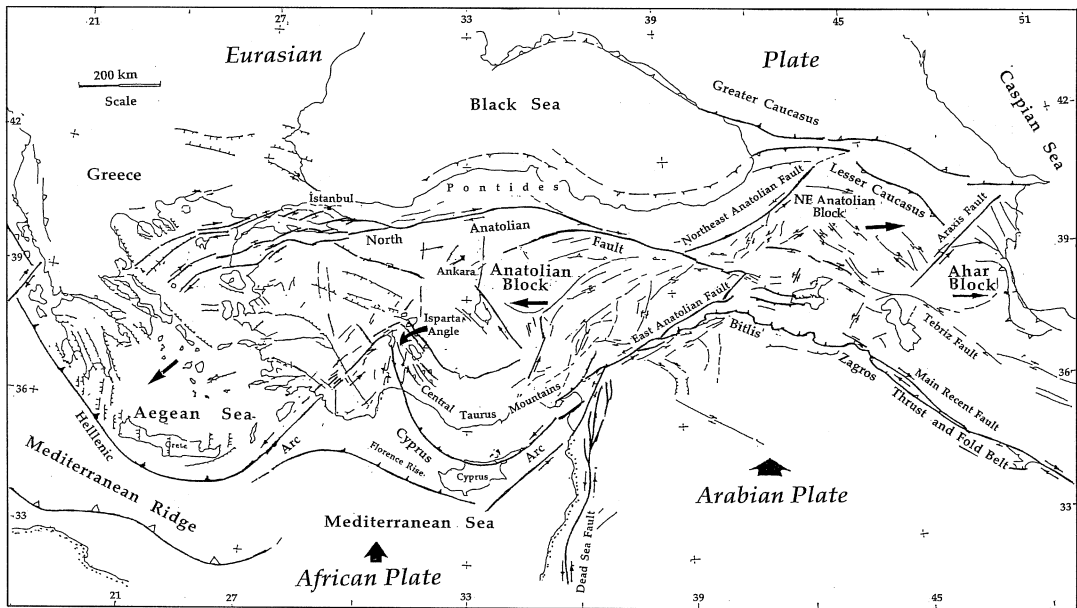 21
27
33
39
45
51
Eurasian
Plate
200 km
Scale
Black Sea
Greater Caucasus
Caspian Sea
42
42
Greece
Pontides
İstanbul
Lesser Caucasus
Northeast Anatolian Fault
NE Anatolian
Block
Araxis Fault
North
Anatolian
Fault
39
39
Ankara
Anatolian
Block
Ahar
Block
Isparta
Angle
East Anatolian Fault
Bitlis
Tebriz Fault
Zagros
Main Recent Fault
Thrust and Fold Belt
36
36
Aegean Sea
Crete
Helllenic
Arc
Central
Taurus
Mountains
Cyprus
Arc
Florence Rise
Cyprus
Mediterranean Ridge
Arabian Plate
33
33
Mediterranean Sea
Dead Sea Fault
African Plate
21
27
33
39
45